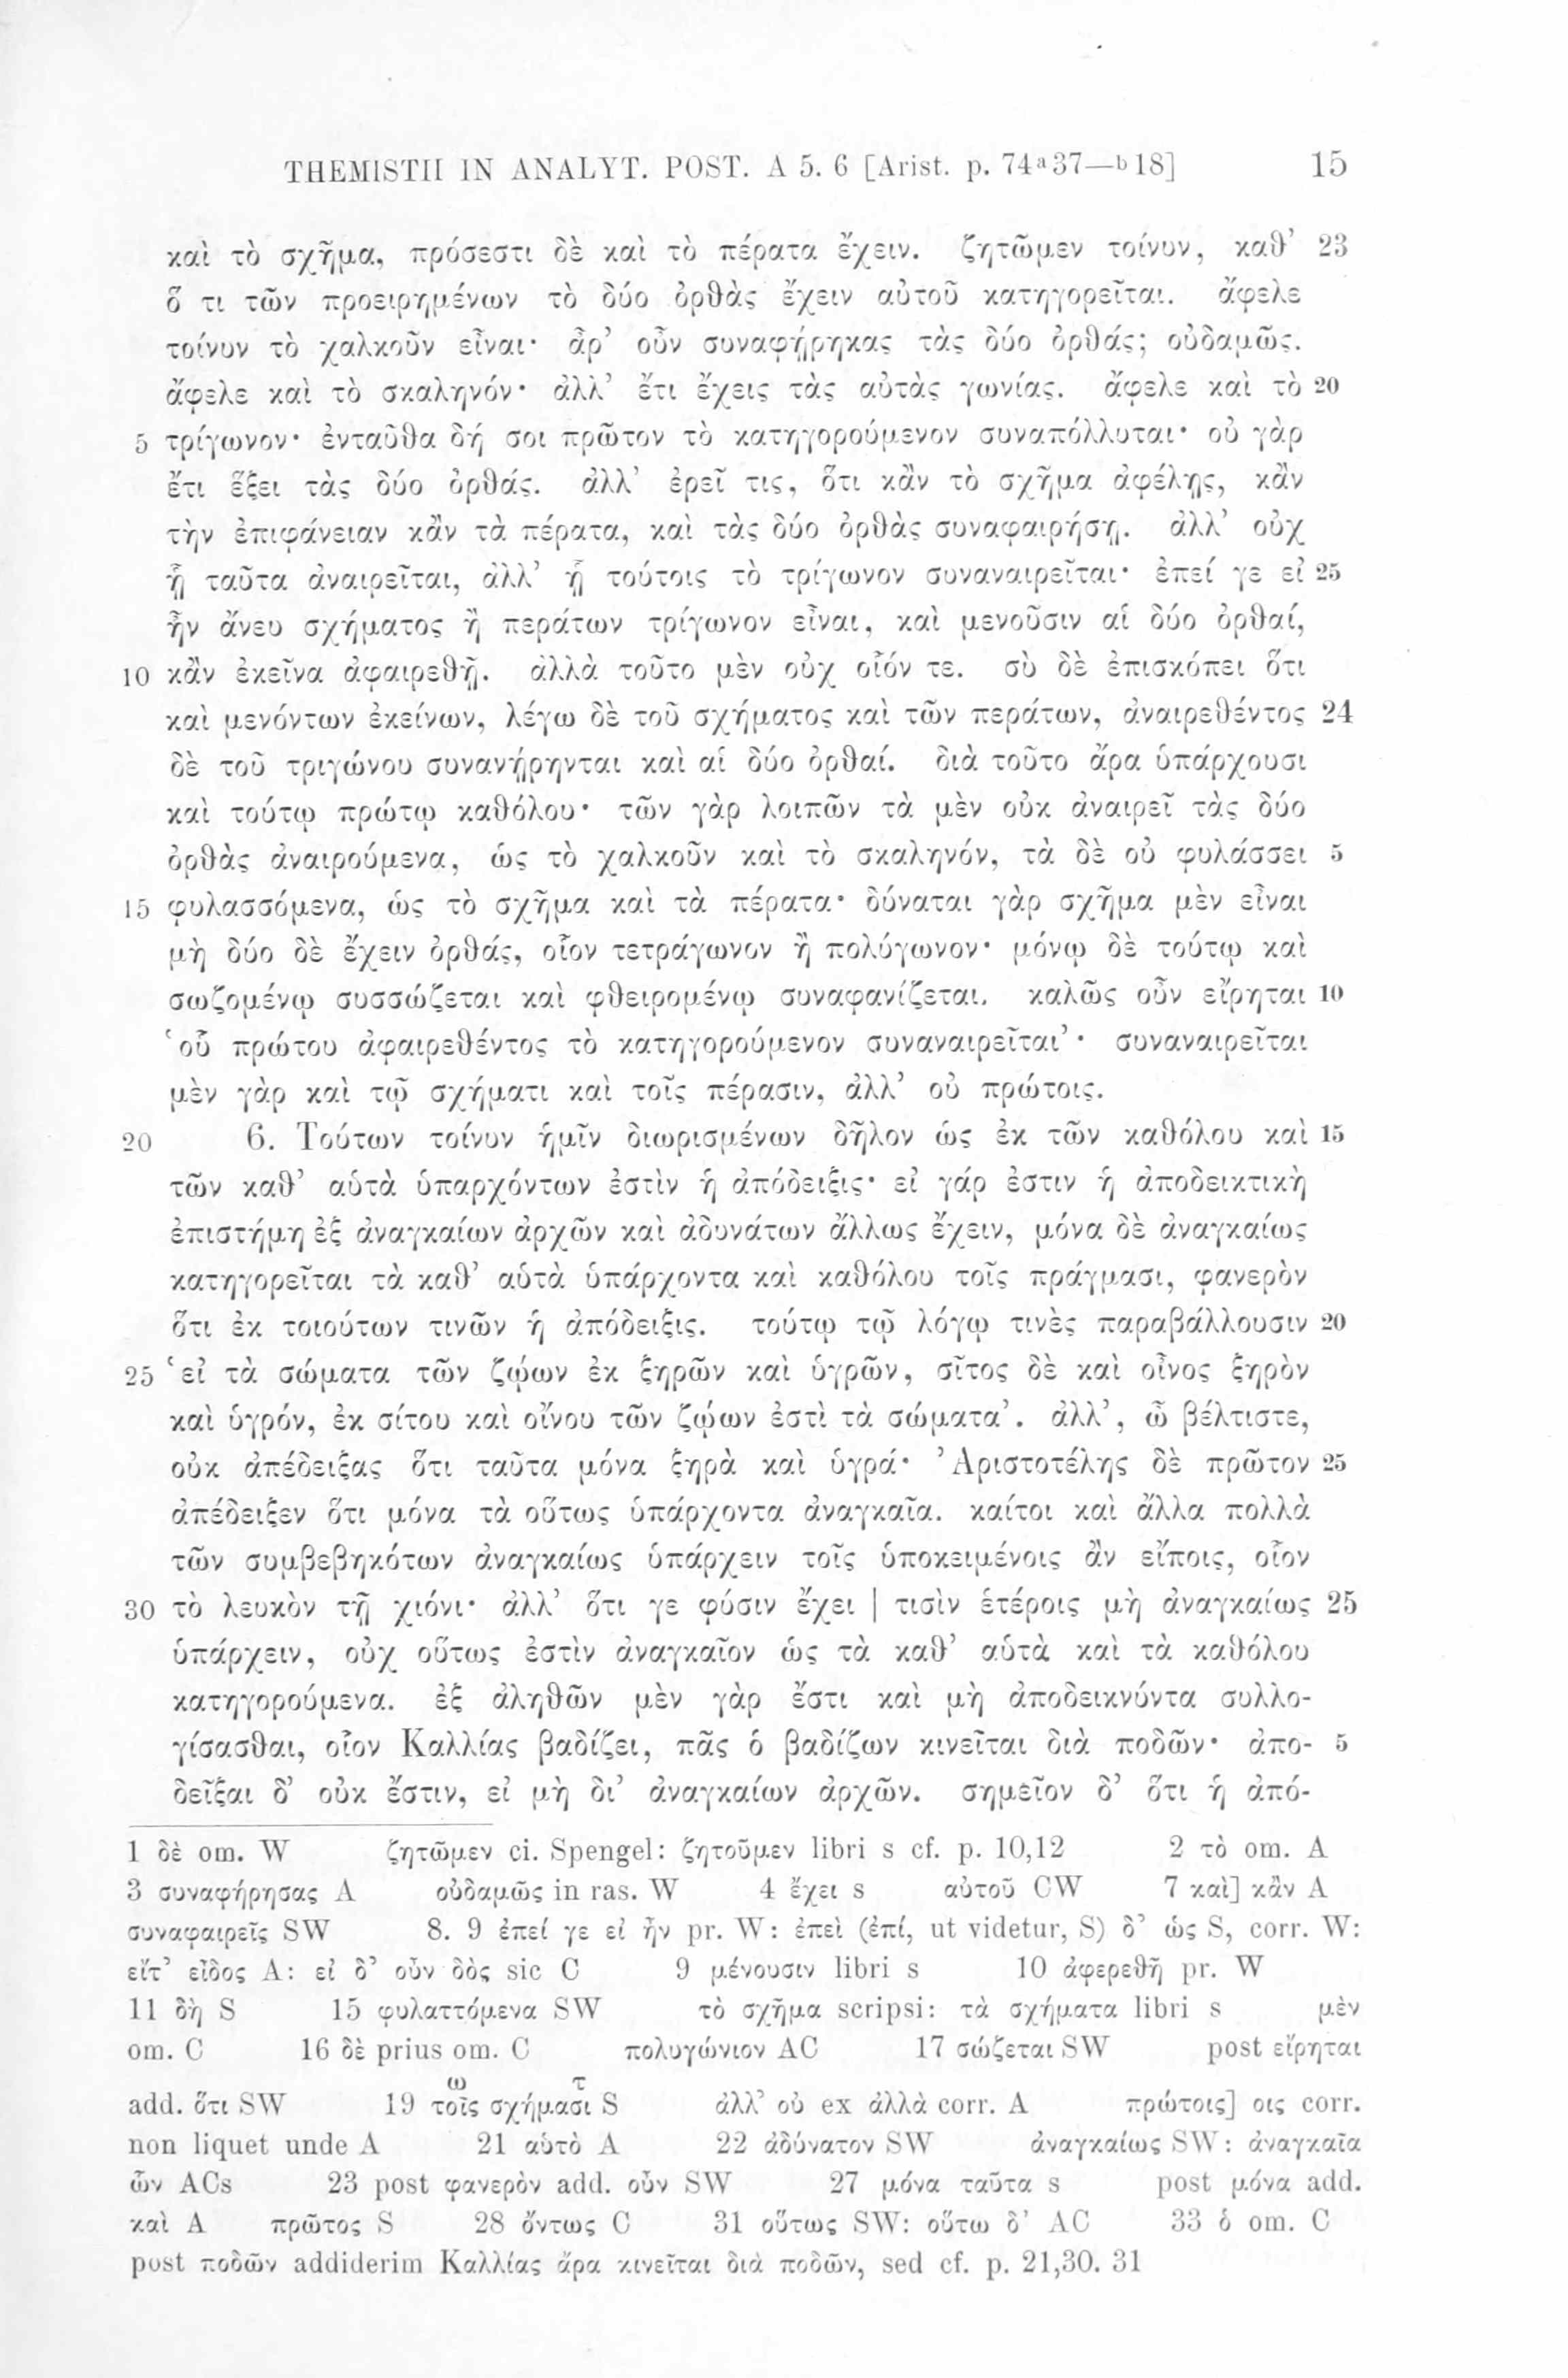 THEMISTII IN ANALYT. POST. A 5. 6 [Arist. p. 74ᵃ37—ᵇ18] 15
καὶ τὸ σχῆμα, πρόσεστι δὲ καὶ τὸ πέρατα ἔχειν. ζητῶμεν τοίνυν, καθ’ 23
ὅ τι τῶν προειρημένων τὸ δύο ὀρθὰς ἔχειν αὐτοῦ κατηγορεῖται. ἄφελε
τοίνυν τὸ χαλκοῦν εἶναι· ἆρ’ οὖν συναφῄρηκας τὰς δύο ὀρθάς; οὐδαμῶς.
ἄφελε καὶ τὸ σκαληνόν· ἀλλ’ ἔτι ἔχεις τὰς αὐτὰς γωνίας. ἄφελε καὶ τὸ 20
5 τρίγωνον· ἐνταῦθα δή σοι πρῶτον τὸ κατηγορούμενον συναπόλλυται· οὐ γὰρ
ἔτι ἕξει τὰς δύο ὀρθάς. ἀλλ’ ἐρεῖ τις, ὅτι κἂν τὸ σχῆμα ἀφέλῃς, κἂν
τὴν ἐπιφάνειαν κἂν τὰ πέρατα, καὶ τὰς δύο ὀρθὰς συναφαιρήσῃ. ἀλλ’ οὐχ
ᾗ ταῦτα ἀναιρεῖται, ἀλλ’ ᾗ τούτοις τὸ τρίγωνον συναναιρεῖται· ἐπεί γε εἰ 25
ἦν ἄνευ σχήματος ἢ περάτων τρίγωνον εἶναι, καὶ μενοῦσιν αἱ δύο ὀρθαί,
10 κἂν ἐκεῖνα ἀφαιρεθῇ. ἀλλὰ τοῦτο μὲν οὐχ οἷόν τε. σὺ δὲ ἐπισκόπει ὅτι
καὶ μενόντων ἐκείνων, λέγω δὲ τοῦ σχήματος καὶ τῶν περάτων, ἀναιρεθέντος 24
δὲ τοῦ τριγώνου συνανῄρηνται καὶ αἱ δύο ὀρθαί. διὰ τοῦτο ἄρα ὑπάρχουσι
καὶ τούτῳ πρώτῳ καθόλου· τῶν γὰρ λοιπῶν τὰ μὲν οὐκ ἀναιρεῖ τὰς δύο
ὀρθὰς ἀναιρούμενα, ὡς τὸ χαλκοῦν καὶ τὸ σκαληνόν, τὰ δὲ οὐ φυλάσσει 5
15 φυλασσόμενα, ὡς τὸ σχῆμα καὶ τὰ πέρατα· δύναται γὰρ σχῆμα μὲν εἶναι
μὴ δύο δὲ ἔχειν ὀρθάς, οἷον τετράγωνον ἢ πολύγωνον· μόνῳ δὲ τούτῳ καὶ
σωζομένῳ συσσώζεται καὶ φθειρομένῳ συναφανίζεται. καλῶς οὖν εἴρηται 10
‘οὗ πρώτου ἀφαιρεθέντος τὸ κατηγορούμενον συναναιρεῖται’· συναναιρεῖται
μὲν γὰρ καὶ τῷ σχήματι καὶ τοῖς πέρασιν, ἀλλ’ οὐ πρώτοις.
20 6. Τούτων τοίνυν ἡμῖν διωρισμένων δῆλον ὡς ἐκ τῶν καθόλου καὶ 15
τῶν καθ’ αὑτὰ ὑπαρχόντων ἐστὶν ἡ ἀπόδειξις· εἰ γάρ ἐστιν ἡ ἀποδεικτικὴ
ἐπιστήμη ἐξ ἀναγκαίων ἀρχῶν καὶ ἀδυνάτων ἄλλως ἔχειν, μόνα δὲ ἀναγκαίως
κατηγορεῖται τὰ καθ’ αὑτὰ ὑπάρχοντα καὶ καθόλου τοῖς πράγμασι, φανερὸν
ὅτι ἐκ τοιούτων τινῶν ἡ ἀπόδειξις. τούτῳ τῷ λόγῳ τινὲς παραβάλλουσιν 20
25 ‘εἰ τὰ σώματα τῶν ζῴων ἐκ ξηρῶν καὶ ὑγρῶν, σῖτος δὲ καὶ οἶνος ξηρὸν
καὶ ὑγρόν, ἐκ σίτου καὶ οἴνου τῶν ζῴων ἐστὶ τὰ σώματα’. ἀλλ’, ὦ βέλτιστε,
οὐκ ἀπέδειξας ὅτι ταῦτα μόνα ξηρὰ καὶ ὑγρά· Ἀριστοτέλης δὲ πρῶτον 25
ἀπέδειξεν ὅτι μόνα τὰ οὕτως ὑπάρχοντα ἀναγκαῖα. καίτοι καὶ ἄλλα πολλὰ
τῶν συμβεβηκότων ἀναγκαίως ὑπάρχειν τοῖς ὑποκειμένοις ἂν εἴποις, οἷον
30 τὸ λευκὸν τῇ χιόνι· ἀλλ’ ὅτι γε φύσιν ἔχει | τισὶν ἑτέροις μὴ ἀναγκαίως 25
ὑπάρχειν, οὐχ οὕτως ἐστὶν ἀναγκαῖον ὡς τὰ καθ’ αὑτὰ καὶ τὰ καθόλου
κατηγορούμενα. ἐξ ἀληθῶν μὲν γὰρ ἔστι καὶ μὴ ἀποδεικνύντα συλλο-
γίσασθαι, οἷον Καλλίας βαδίζει, πᾶς ὁ βαδίζων κινεῖται διὰ ποδῶν· ἀπο- 5
δεῖξαι δ’ οὐκ ἔστιν, εἰ μὴ δι’ ἀναγκαίων ἀρχῶν. σημεῖον δ’ ὅτι ἡ ἀπό-
1 δὲ om. W ζητῶμεν ci. Spengel: ζητοῦμεν libri s cf. p. 10,12 2 τὸ om. A
3 συναφῄρησας A οὐδαμῶς in ras. W 4 ἔχει s αὐτοῦ CW 7 καὶ] κἂν A
συναφαιρεῖς SW 8. 9 ἐπεί γε εἰ ἦν pr. W: ἐπεὶ (ἐπί, ut videtur, S) δ’ ὡς S, corr. W:
εἴτ’ εἶδος A: εἰ δ’ οὖν δὸς sic C 9 μένουσιν libri s 10 ἀφερεθῇ pr. W
11 δὴ S 15 φυλαττόμενα SW τὸ σχῆμα scripsi: τὰ σχήματα libri s μὲν
om. C 16 δὲ prius om. C πολυγώνιον AC 17 σώζεται SW post εἴρηται
add. ὅτι SW 19 τοῖς σχήμασι S ἀλλ’ οὐ ex ἀλλὰ corr. A πρώτοις] οις corr.
non liquet unde A 21 αὑτὸ A 22 ἀδύνατον SW ἀναγκαίως SW: ἀναγκαῖα
ὧν ACs 23 post φανερὸν add. οὖν SW 27 μόνα ταῦτα s post μόνα add.
καὶ A πρῶτος S 28 ὄντως C 31 οὕτως SW: οὕτω δ’ AC 33 ὁ om. C
post ποδῶν addiderim Καλλίας ἄρα κινεῖται διὰ ποδῶν, sed cf. p. 21,30. 31